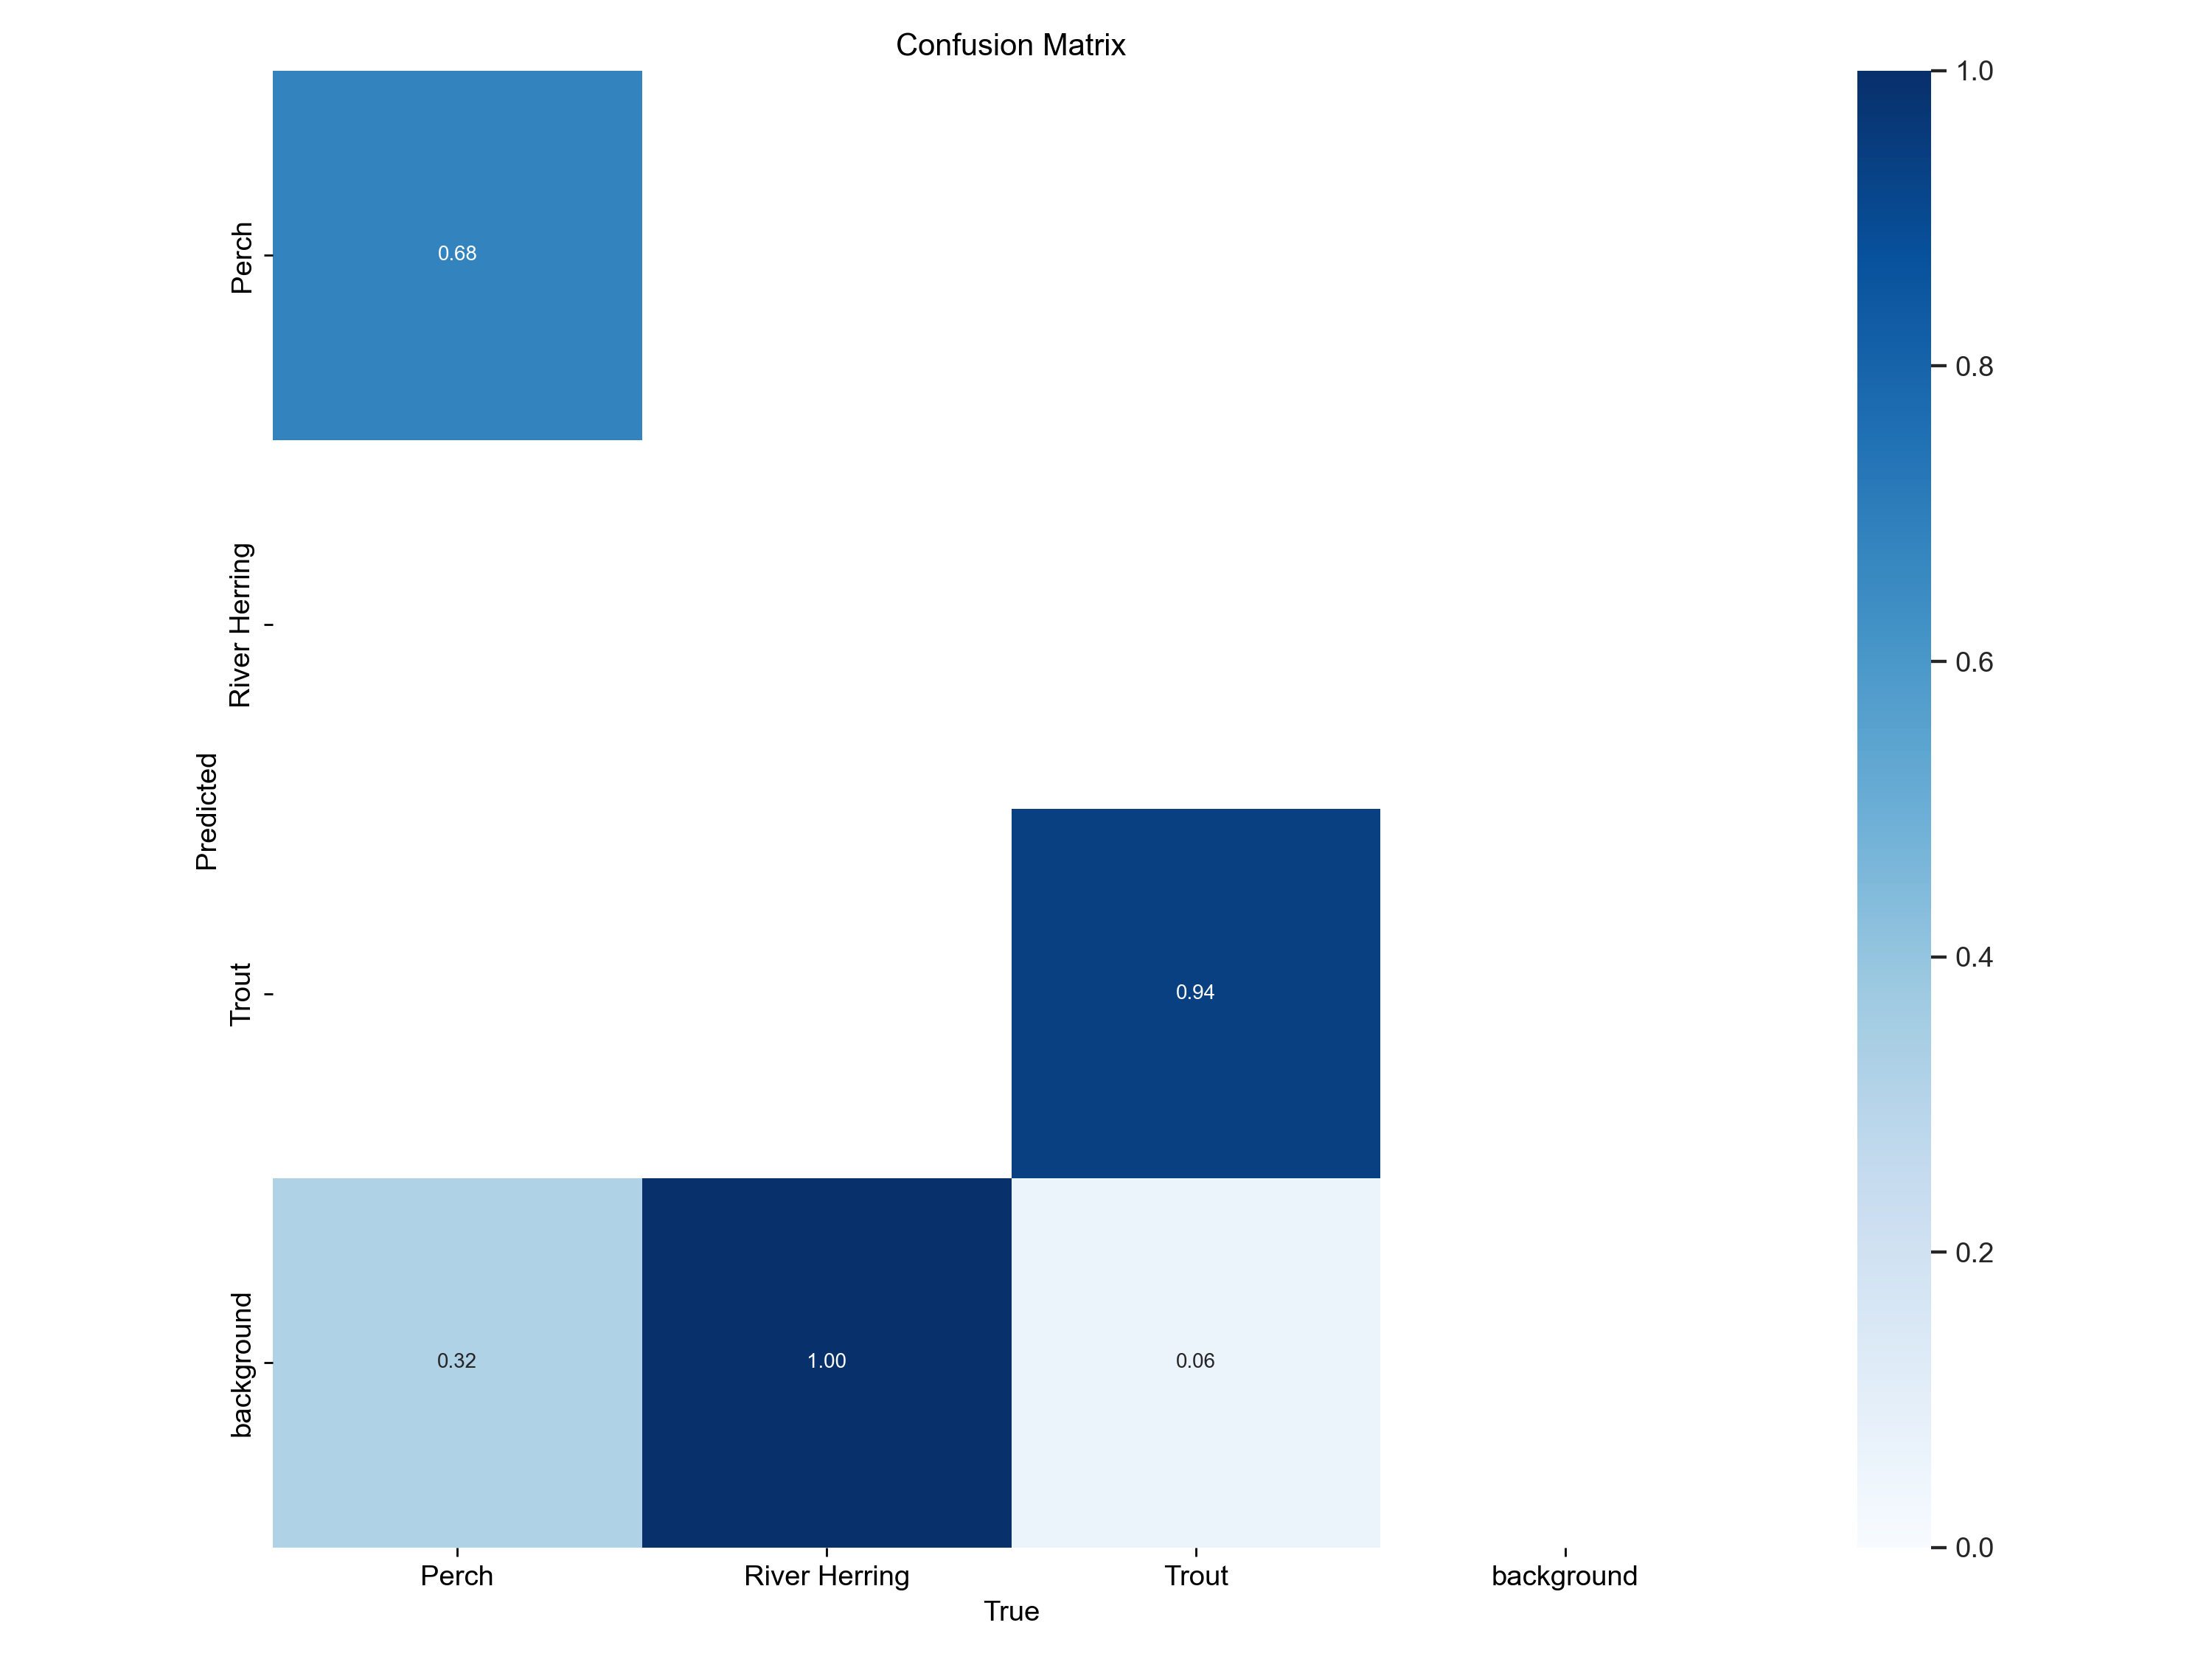 Confusion Matrix
Perch
River Herring
Trout
background
Predicted
0.68
0.94
0.32
1.00
0.06
Perch
River Herring
Trout
background
True
1.0
0.8
0.6
0.4
0.2
0.0